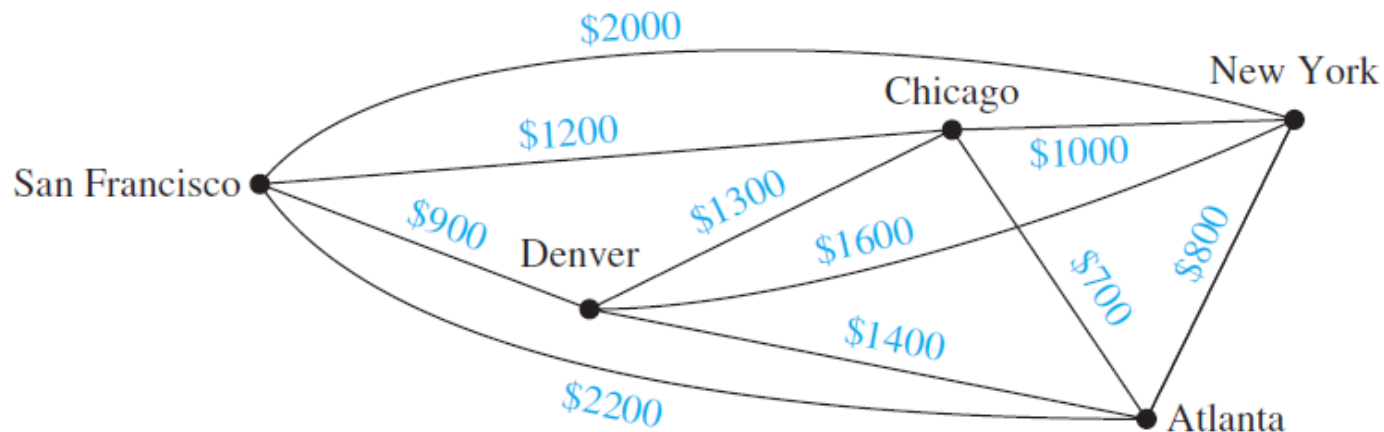 $2000
New York
Chicago
$1200
$1000
San Francisco
$900
$1300
Denver
$1600
$800
$700
$1400
$2200
Atlanta